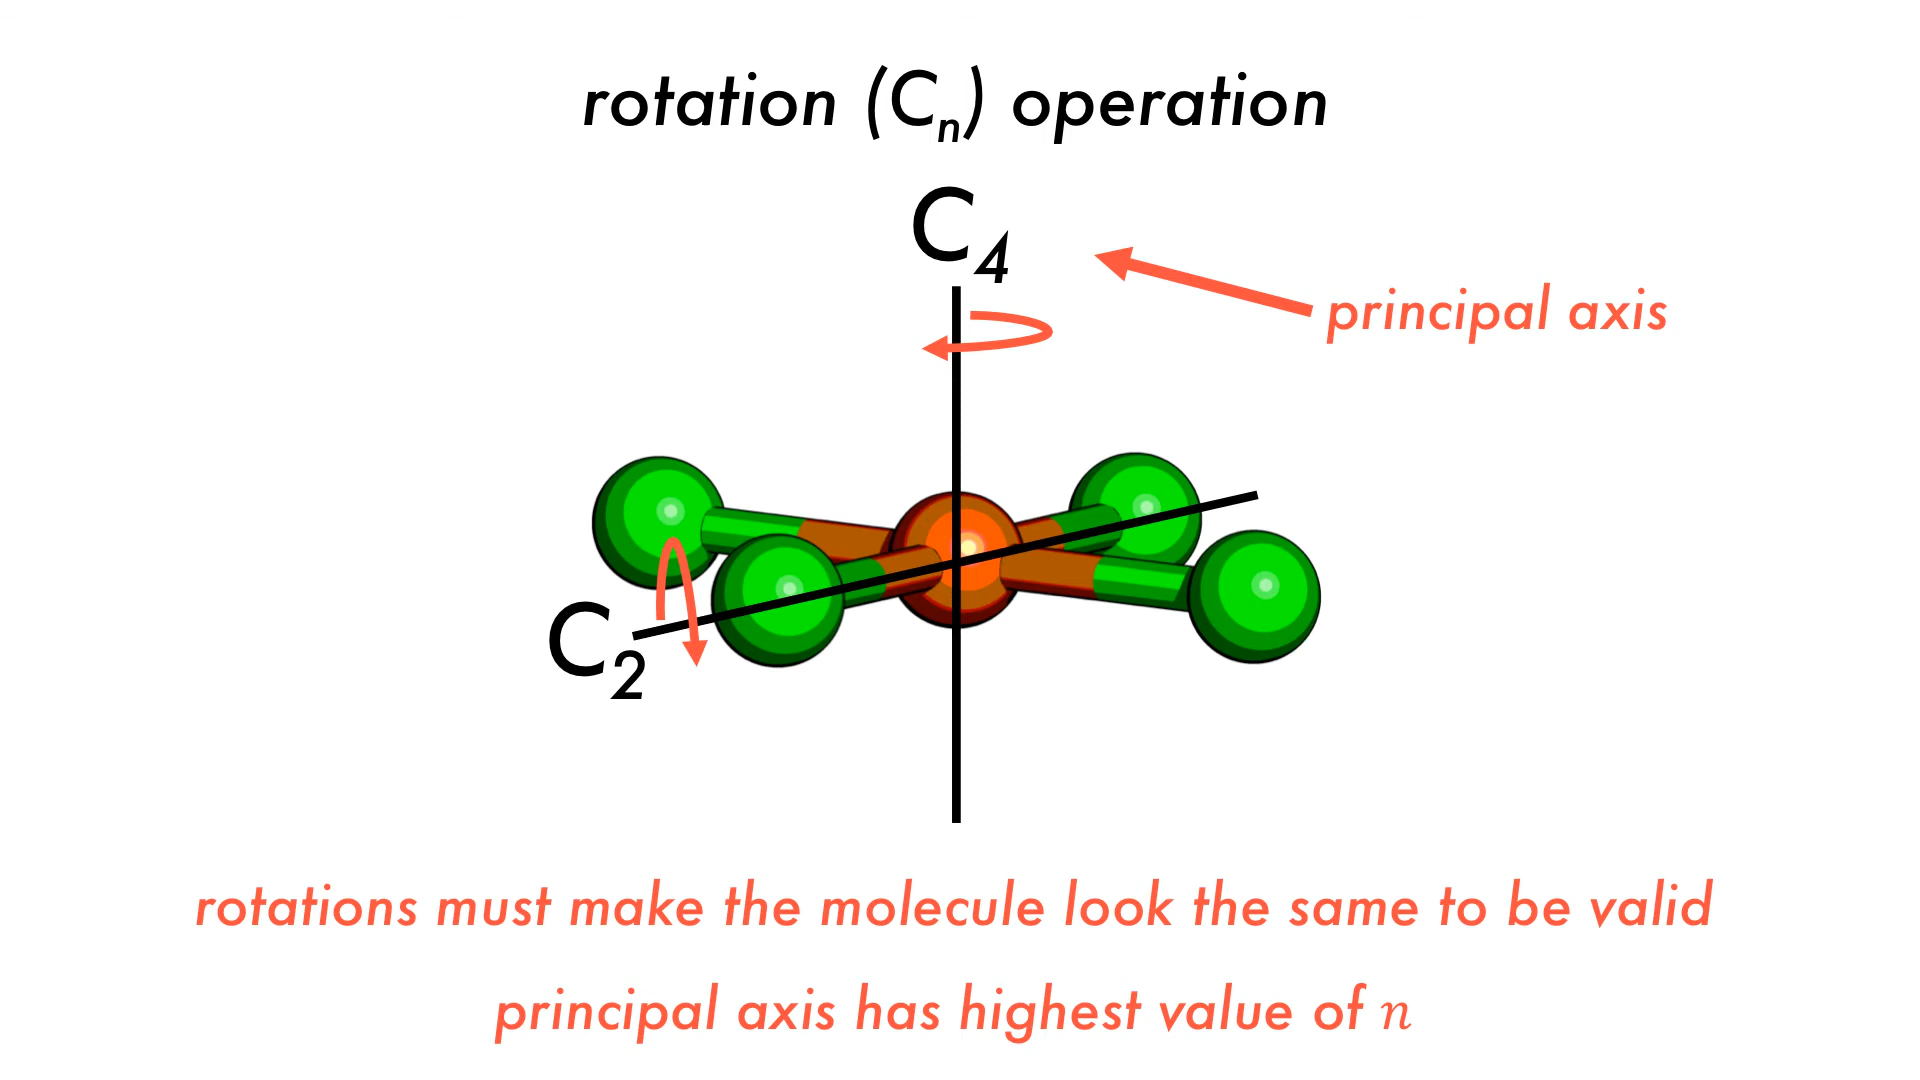 rotation (Cₙ) operation
C₄
principal axis
C₂
rotations must make the molecule look the same to be valid
principal axis has highest value of n